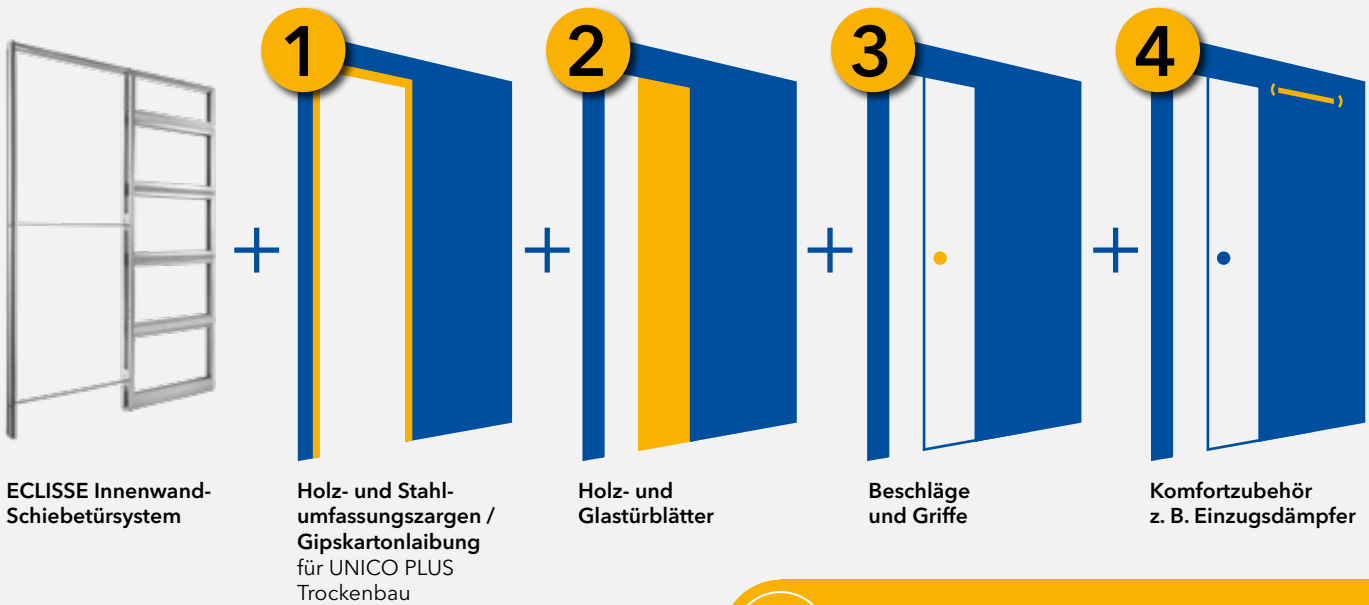 1
2
3
4
ECLISSE Innenwand-
Schiebetürsystem
Holz- und Stahl-
umfassungszargen /
Gipskartonlaibung
für UNICO PLUS
Trockenbau
Holz- und
Glastürblätter
Beschläge
und Griffe
Komfortzubehör
z. B. Einzugsdämpfer